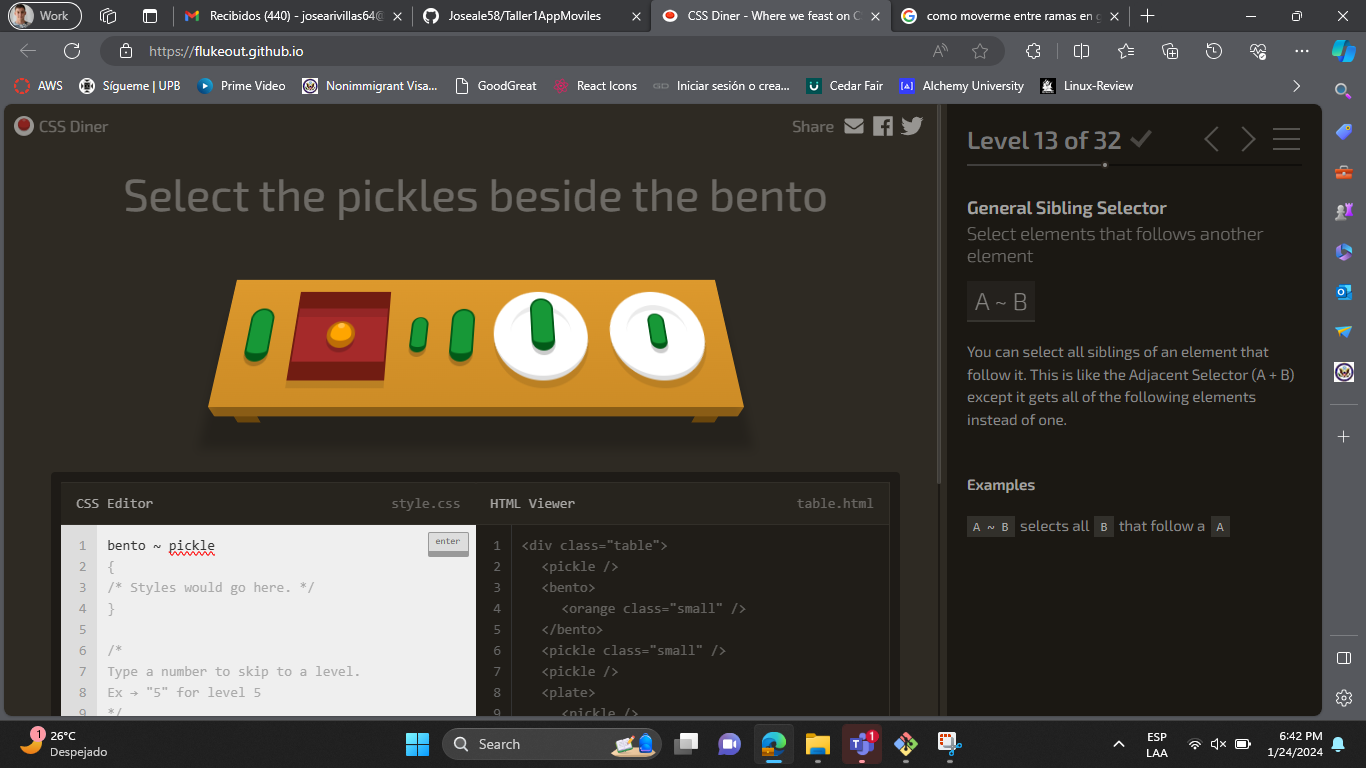 Work
Recibidos (440) - josearivillas64@
Joseale58/Taller1AppMoviles
CSS Diner - Where we feast on C
como moverme entre ramas en g
https://flukeout.github.io
AWS
Sígueme | UPB
Prime Video
Nonimmigrant Visa...
GoodGreat
React Icons
Iniciar sesión o crea...
Cedar Fair
Alchemy University
Linux-Review
CSS Diner
Share
Select the pickles beside the bento
CSS Editor
style.css
HTML Viewer
table.html
1 bento ~ pickle
enter
2 {
3 /* Styles would go here. */
4 }
5
6 /*
7 Type a number to skip to a level.
8 Ex → "5" for level 5
9 */
1 <div class="table">
2 <pickle />
3 <bento>
4 <orange class="small" />
5 </bento>
6 <pickle class="small" />
7 <pickle />
8 <plate>
9 <pickle />
Level 13 of 32
General Sibling Selector
Select elements that follows another
element
A ~ B
You can select all siblings of an element that
follow it. This is like the Adjacent Selector (A + B)
except it gets all of the following elements
instead of one.
Examples
A ~ B selects all B that follow a A
1
26°C
Despejado
Search
1
ESP
LAA
6:42 PM
1/24/2024